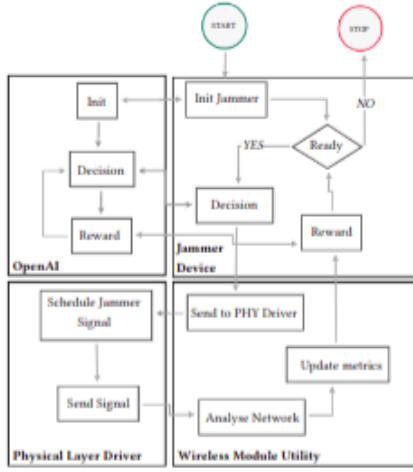 START
STOP
Init
Init Jammer
NO
YES
Ready
Decision
Decision
Reward
Reward
OpenAI
Jammer
Device
Schedule Jammer
Signal
Send to PHY Driver
Update metrics
Send Signal
Analyse Network
Physical Layer Driver
Wireless Module Utility